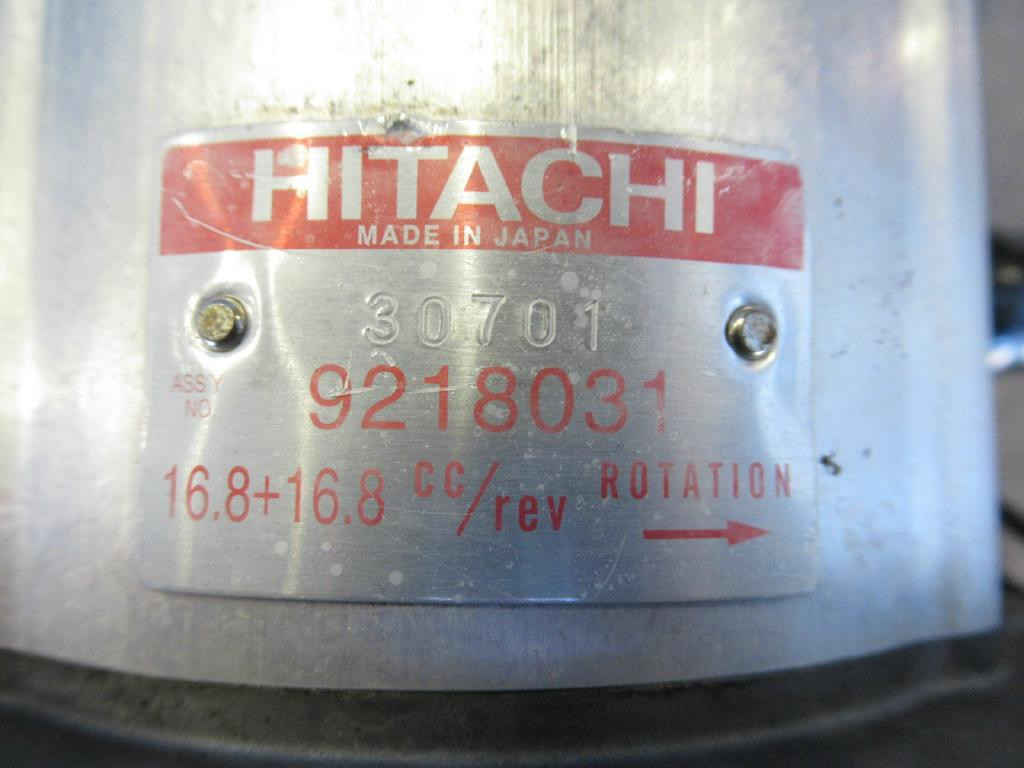 HITACHI
MADE IN JAPAN
30701
ASS'Y NO. 9218031
16.8+16.8 CC/rev ROTATION